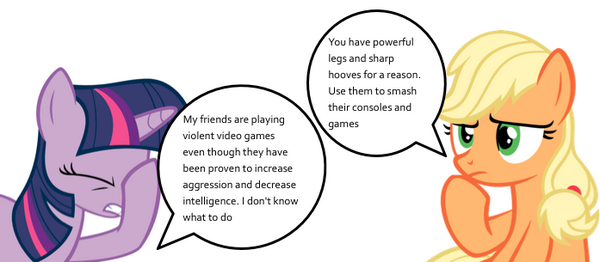 My friends are playing
violent video games
even though they have
been proven to increase
aggression and decrease
intelligence. I don't know
what to do
You have powerful
legs and sharp
hooves for a reason.
Use them to smash
their consoles and
games